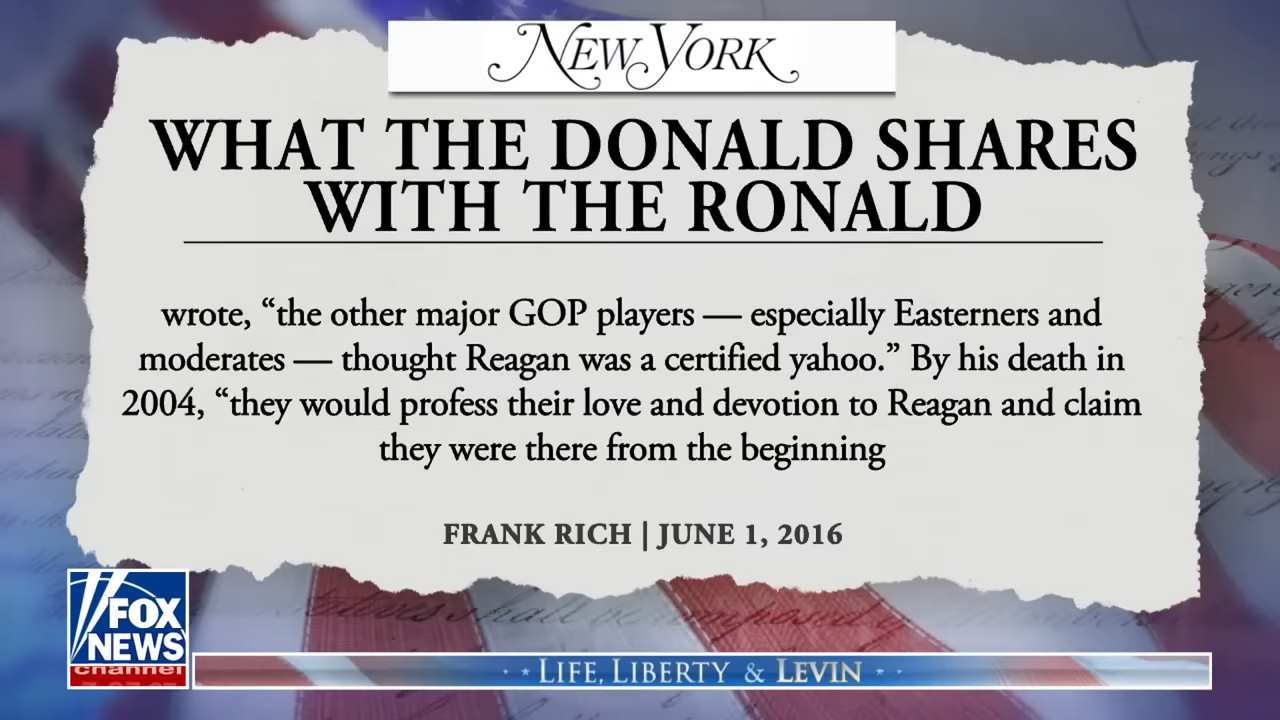 NEW YORK
WHAT THE DONALD SHARES
WITH THE RONALD
wrote, “the other major GOP players — especially Easterners and
moderates — thought Reagan was a certified yahoo.” By his death in
2004, “they would profess their love and devotion to Reagan and claim
they were there from the beginning
FRANK RICH | JUNE 1, 2016
FOX
NEWS
channel
LIFE, LIBERTY & LEVIN